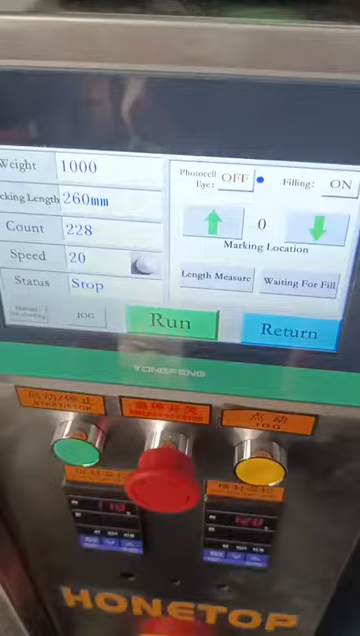 Weight 1000
cking Length 260mm
Count 228
Speed 20
Status Stop
JOG
Run
Photocell Eye: OFF
Filling: ON
0
Marking Location
Length Measure
Waiting For Fill
Return
YONGFENG
启动/停止
START/STOP
急停开关
点动
JOG
HONETOP